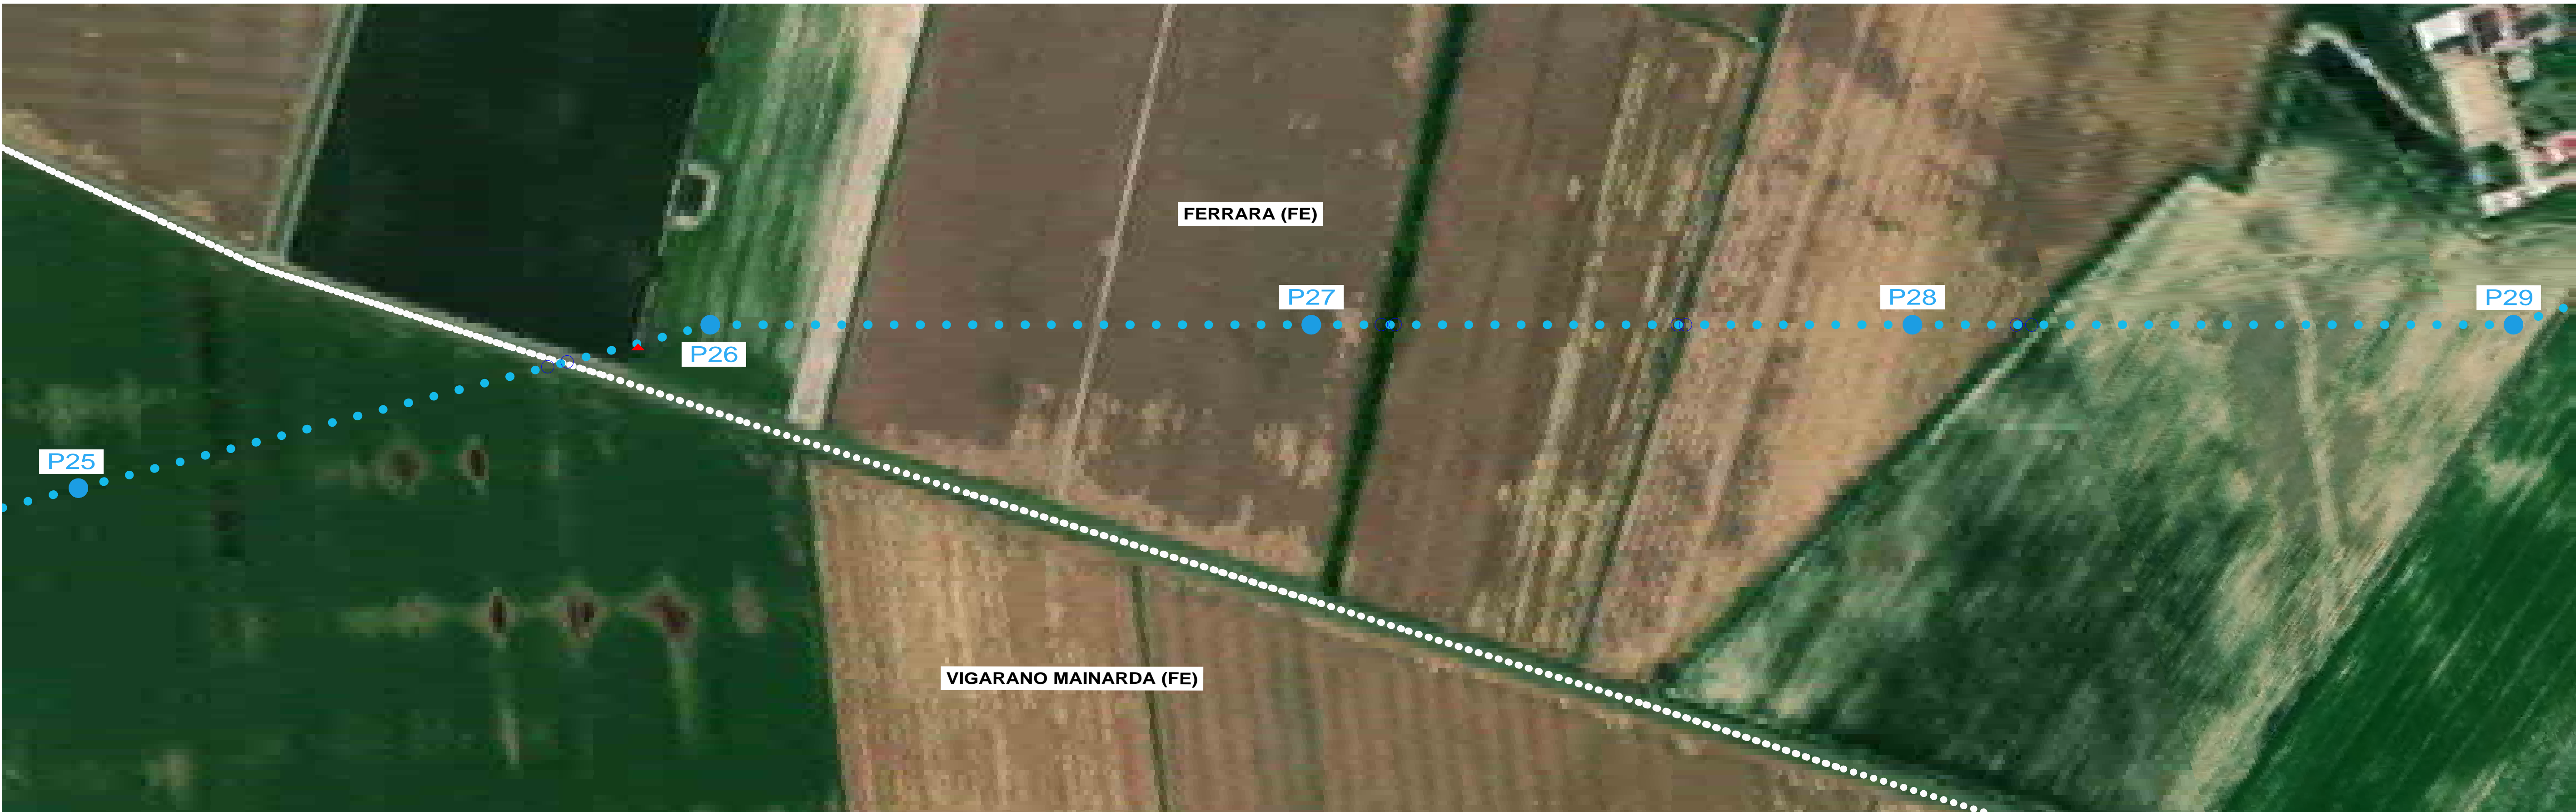 FERRARA (FE)
P27
P28
P29
P26
P25
VIGARANO MAINARDA (FE)